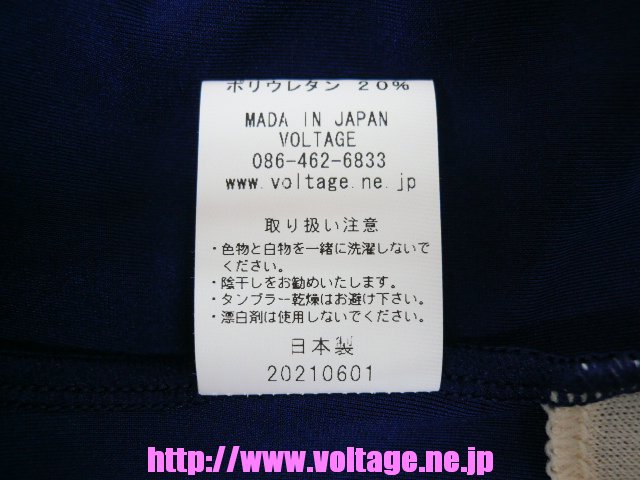 ポリウレタン 20%
MADA IN JAPAN
VOLTAGE
086-462-6833
www.voltage.ne.jp
取り扱い注意
・色物と白物を一緒に洗濯しないで
ください。
・陰干しをお勧めいたします。
・タンブラー乾燥はお避け下さい。
・漂白剤は使用しないでください。
日本製
20210601
http://www.voltage.ne.jp